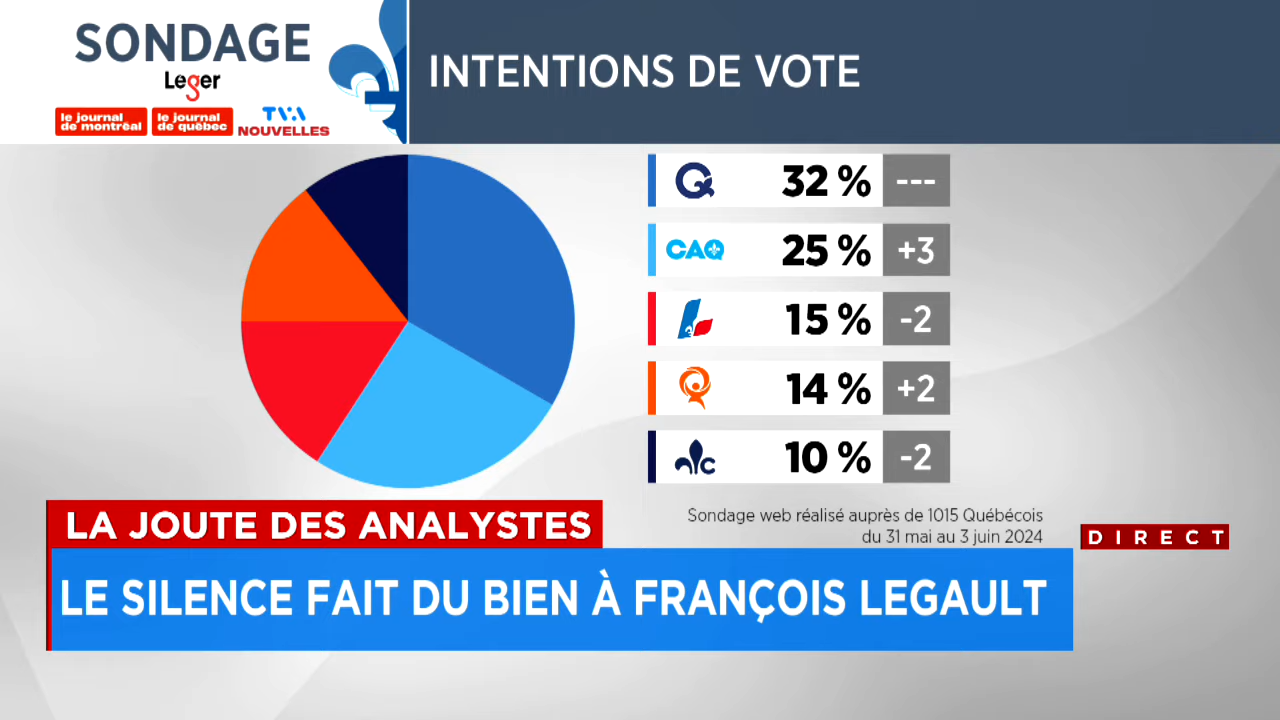 SONDAGE
Leger
le journal de montréal
le journal de québec
TVA
NOUVELLES
INTENTIONS DE VOTE
32 % ---
CAQ 25 % +3
15 % -2
14 % +2
C 10 % -2
Sondage web réalisé auprès de 1015 Québécois
du 31 mai au 3 juin 2024
LA JOUTE DES ANALYSTES
DIRECT
LE SILENCE FAIT DU BIEN À FRANÇOIS LEGAULT